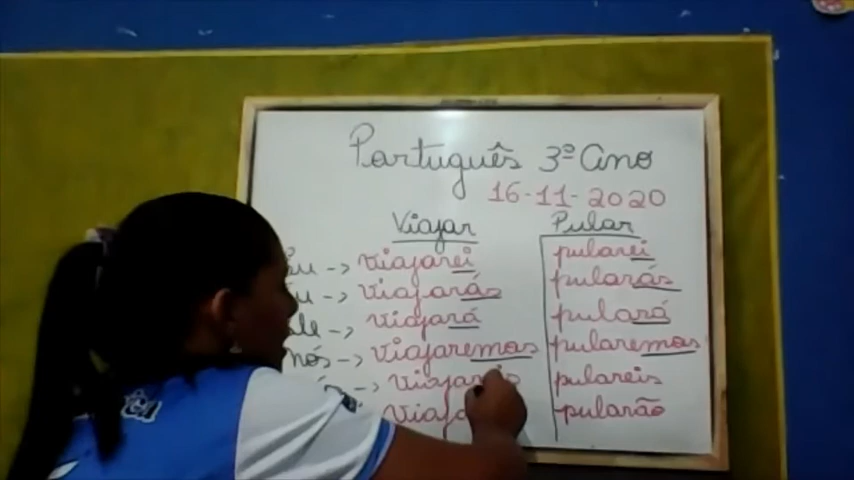 Português 3º Ano
16-11-2020
Viajar Pular
-> viajarei pularei
-> viajarás pularás
-> viajará pulará
nós -> viajaremos pularemos
-> pulareis
pularão